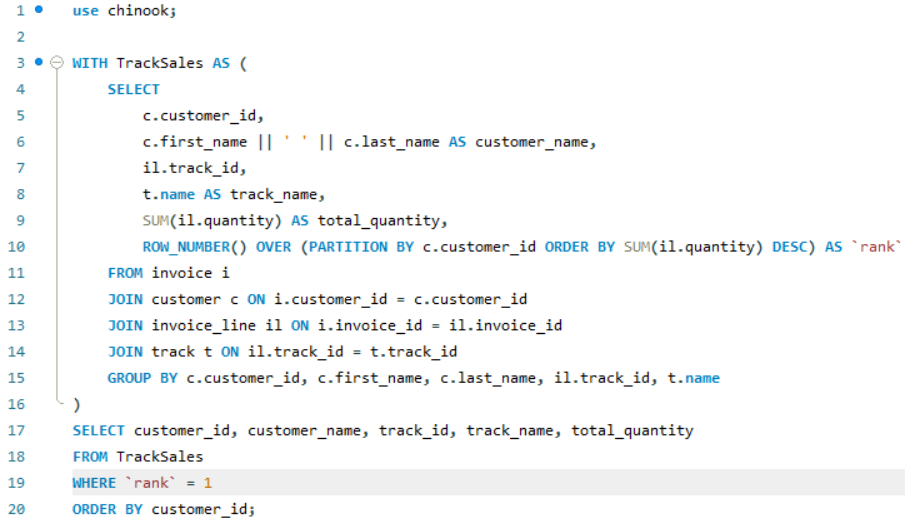 1 use chinook;
2
3 WITH TrackSales AS (
4 SELECT
5 c.customer_id,
6 c.first_name || ' ' || c.last_name AS customer_name,
7 il.track_id,
8 t.name AS track_name,
9 SUM(il.quantity) AS total_quantity,
10 ROW_NUMBER() OVER (PARTITION BY c.customer_id ORDER BY SUM(il.quantity) DESC) AS `rank`
11 FROM invoice i
12 JOIN customer c ON i.customer_id = c.customer_id
13 JOIN invoice_line il ON i.invoice_id = il.invoice_id
14 JOIN track t ON il.track_id = t.track_id
15 GROUP BY c.customer_id, c.first_name, c.last_name, il.track_id, t.name
16 )
17 SELECT customer_id, customer_name, track_id, track_name, total_quantity
18 FROM TrackSales
19 WHERE `rank` = 1
20 ORDER BY customer_id;